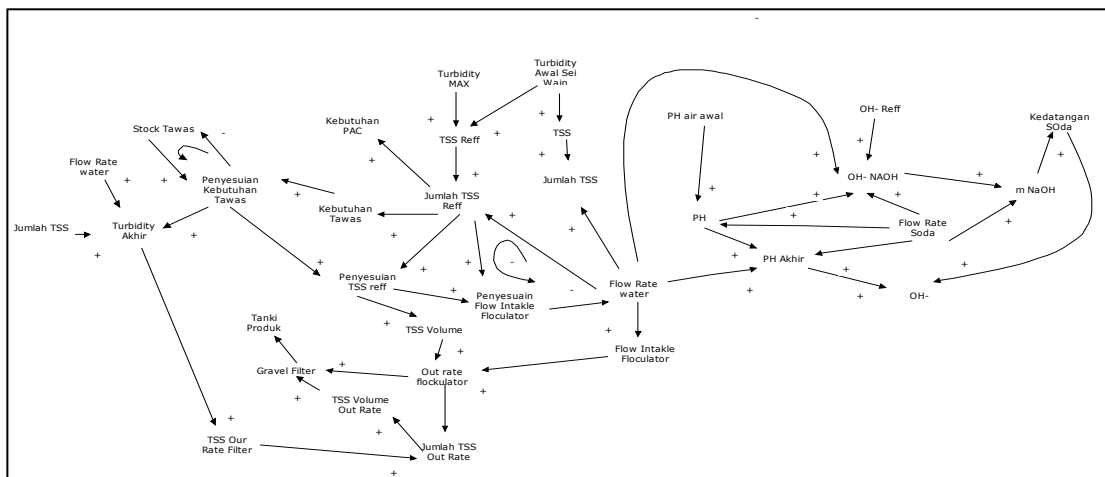 -
Turbidity
MAX
Turbidity
Awal Sei
Wain
Stock Tawas
-
Kebutuhan
PAC
+
+
TSS Reff
+
+
TSS
PH air awal
OH- Reff
Kedatangan
SOda
Flow Rate
water
+
+
Penyesuian
Kebutuhan
Tawas
+
+
+
Jumlah TSS
+
+
OH- NAOH
+
m NaOH
Jumlah TSS
Turbidity
Akhir
+
+
+
Kebutuhan
Tawas
Jumlah TSS
Reff
+
+
+
PH
+
Flow Rate
Soda
+
+
Penyesuian
TSS reff
+
+
+
-
-
Penyesuain
Flow Intakle
Floculator
Flow Rate
water
+
PH Akhir
+
+
+
+
OH-
Tanki
Produk
+
TSS Volume
+
+
Flow Intakle
Floculator
Gravel Filter
+
Out rate
flockulator
+
+
TSS Volume
Out Rate
+
TSS Our
Rate Filter
+
Jumlah TSS
Out Rate
+